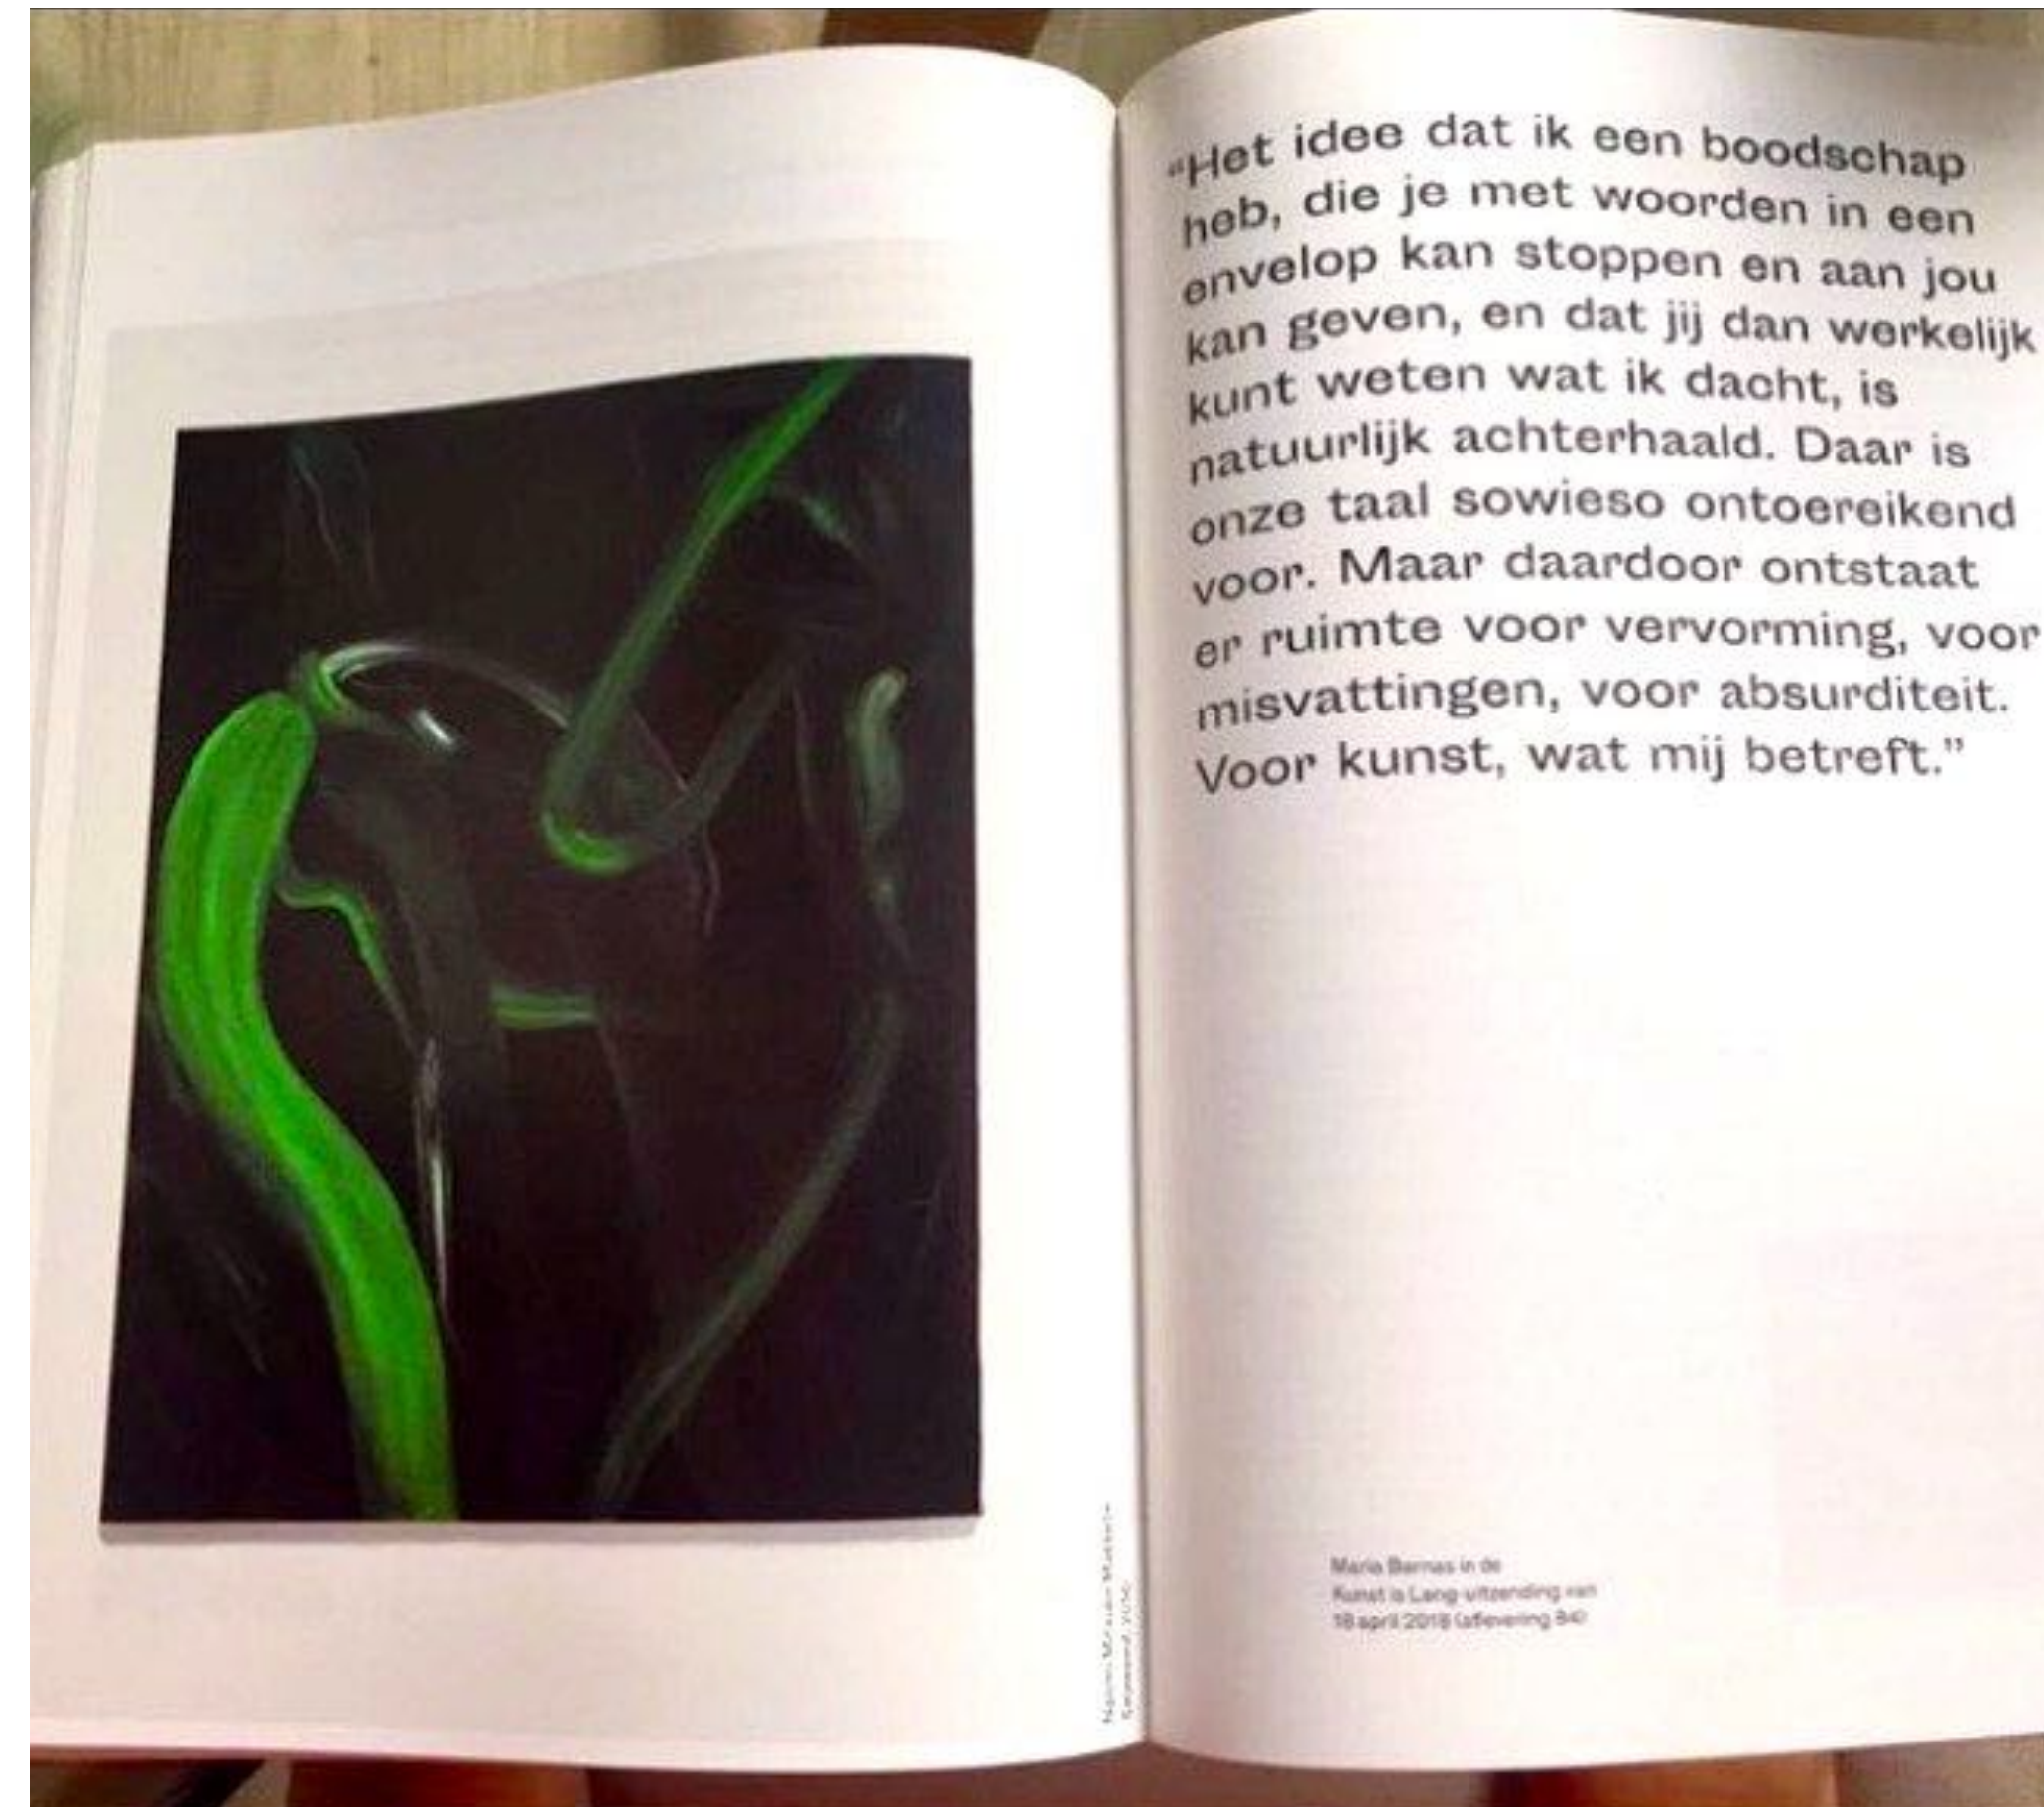 “Het idee dat ik een boodschap
heb, die je met woorden in een
envelop kan stoppen en aan jou
kan geven, en dat jij dan werkelijk
kunt weten wat ik dacht, is
natuurlijk achterhaald. Daar is
onze taal sowieso ontoereikend
voor. Maar daardoor ontstaat
er ruimte voor vervorming, voor
misvattingen, voor absurditeit.
Voor kunst, wat mij betreft.”
Maria Barnas in de
Kunst is Lang-uitzending van
18 april 2018 (aflevering 84)